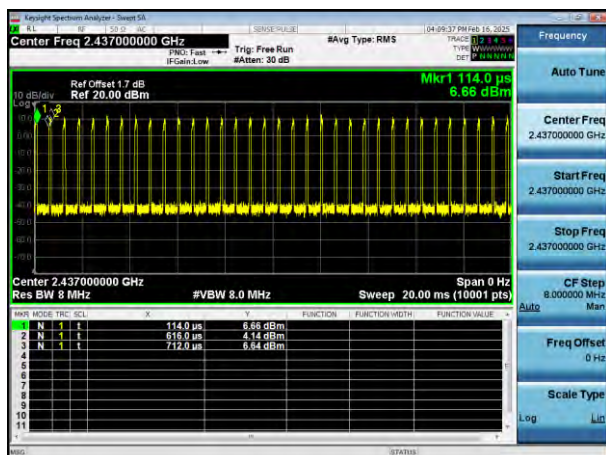 Keysight Spectrum Analyzer - Swept SA
RL RF 50 Ω AC SENSE:PULSE 04:09:37 PM Feb 16, 2025
Center Freq 2.437000000 GHz #Avg Type: RMS TRACE 1 2 3 4 5 6 Frequency
PNO: Fast Trig: Free Run TYPE WWWWWW
IFGain:Low #Atten: 30 dB DET P N N N N N
Auto Tune
Mkr1 114.0 µs
Ref Offset 1.7 dB
10 dB/div Ref 20.00 dBm 6.66 dBm
Log
Center Freq
2.437000000 GHz
Start Freq
2.437000000 GHz
Stop Freq
2.437000000 GHz
Center 2.437000000 GHz Span 0 Hz
Res BW 8 MHz #VBW 8.0 MHz Sweep 20.00 ms (10001 pts)
CF Step
8.000000 MHz
Auto Man
MKR MODE TRC SCL X Y FUNCTION FUNCTION WIDTH FUNCTION VALUE
1 N 1 t 114.0 µs 6.66 dBm
2 N 1 t 616.0 µs 4.14 dBm
3 N 1 t 712.0 µs 6.64 dBm
4
5
6
7
8
9
10
11
Freq Offset
0 Hz
Scale Type
Log Lin
MSG STATUS